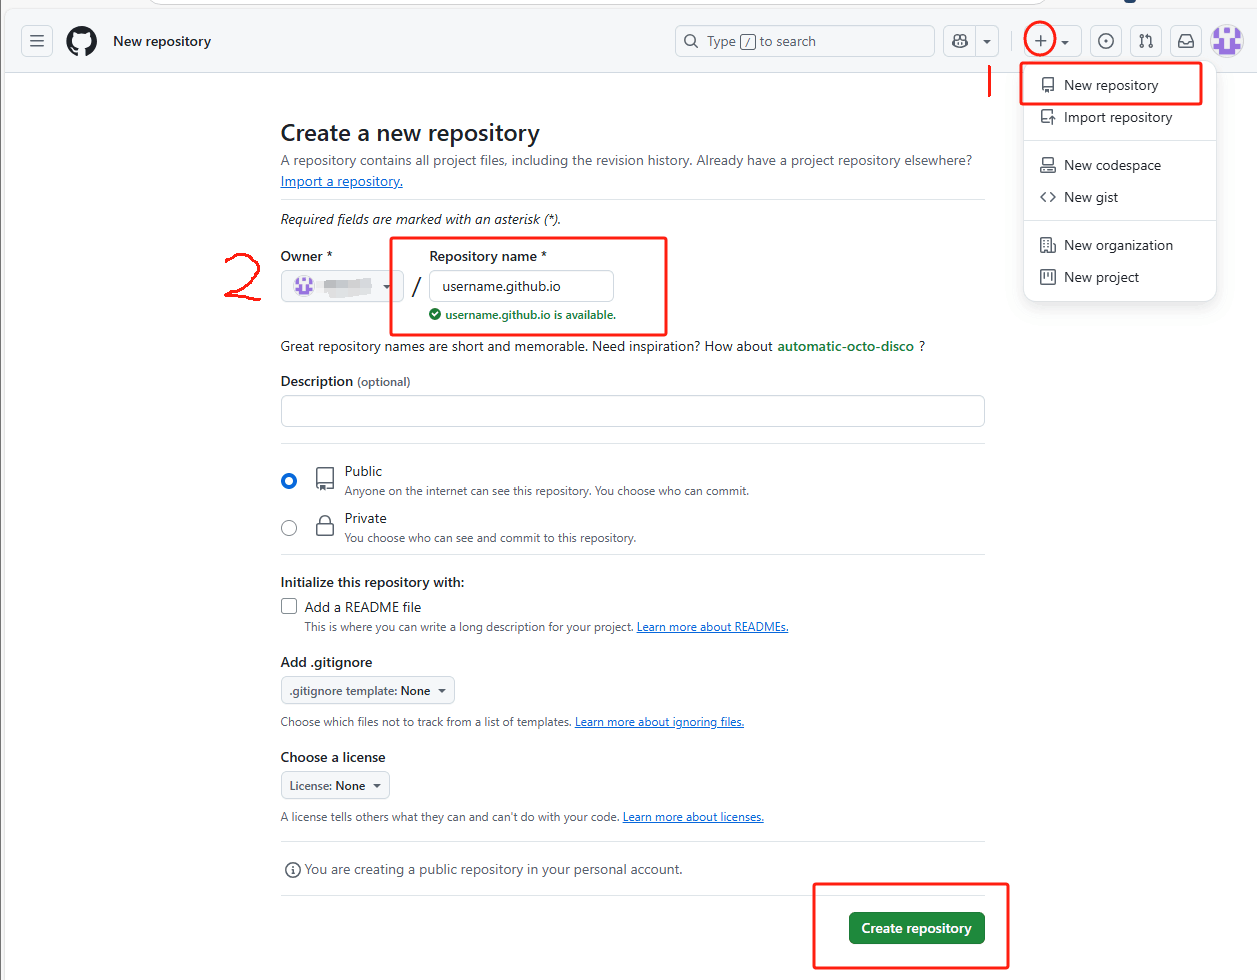 New repository
Type / to search
1
New repository
Import repository
New codespace
New gist
New organization
New project
Create a new repository
A repository contains all project files, including the revision history. Already have a project repository elsewhere?
Import a repository.
Required fields are marked with an asterisk (*).
2
Owner *
Repository name *
/
username.github.io
username.github.io is available.
Great repository names are short and memorable. Need inspiration? How about automatic-octo-disco ?
Description (optional)
Public
Anyone on the internet can see this repository. You choose who can commit.
Private
You choose who can see and commit to this repository.
Initialize this repository with:
Add a README file
This is where you can write a long description for your project. Learn more about READMEs.
Add .gitignore
.gitignore template: None
Choose which files not to track from a list of templates. Learn more about ignoring files.
Choose a license
License: None
A license tells others what they can and can't do with your code. Learn more about licenses.
You are creating a public repository in your personal account.
Create repository